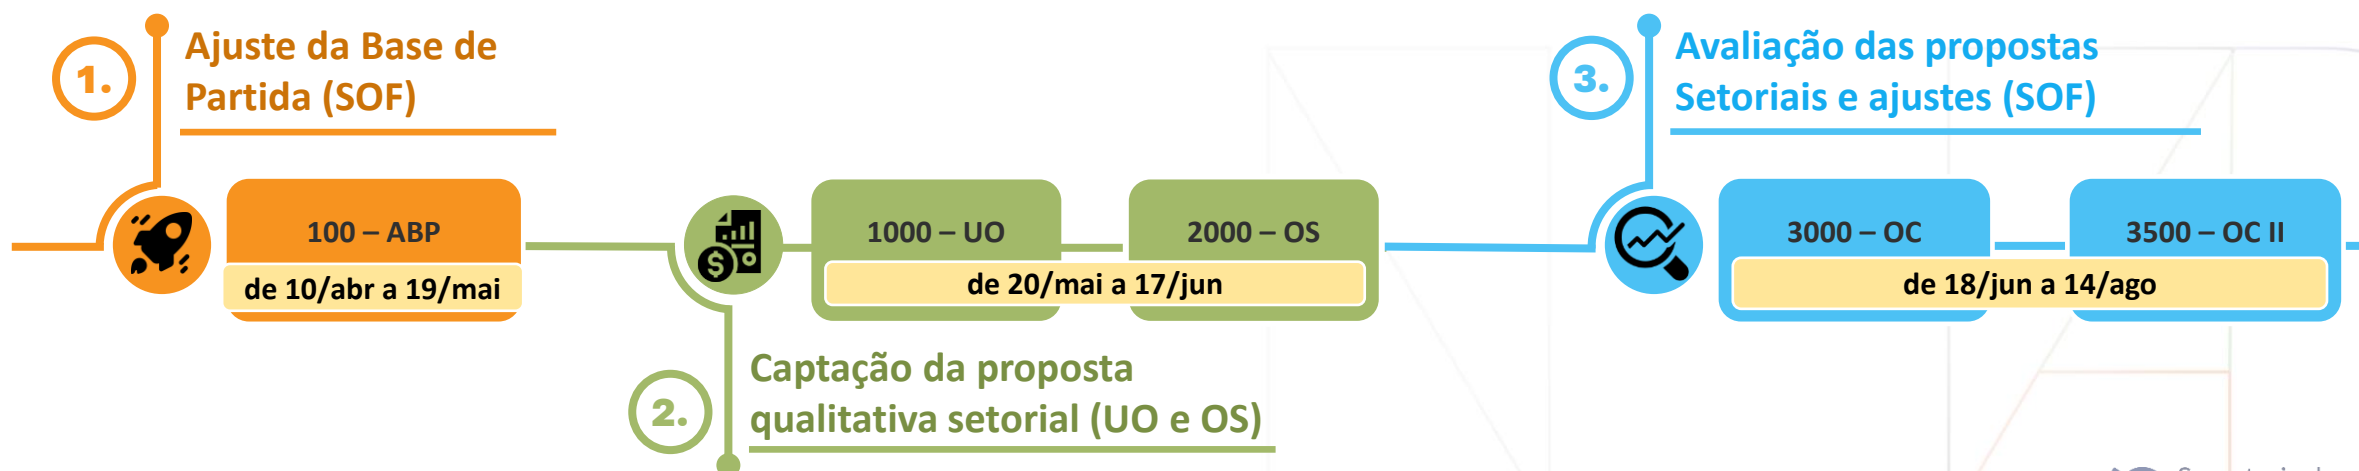 1.
Ajuste da Base de
Partida (SOF)
100 – ABP
de 10/abr a 19/mai
2.
Captação da proposta
qualitativa setorial (UO e OS)
1000 – UO
2000 – OS
de 20/mai a 17/jun
3.
Avaliação das propostas
Setoriais e ajustes (SOF)
3000 – OC
3500 – OC II
de 18/jun a 14/ago